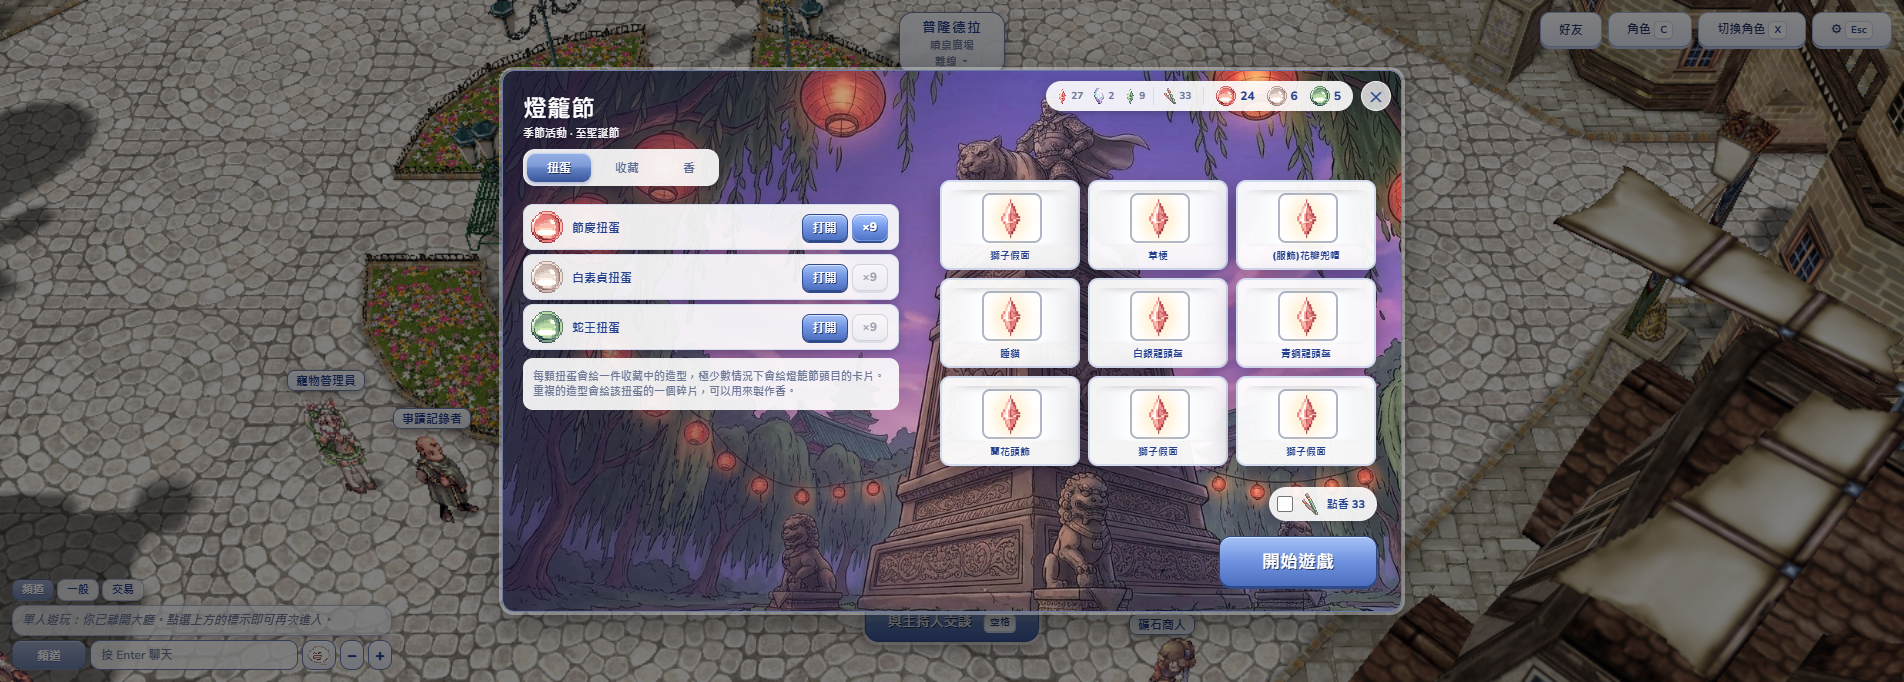 普隆德拉
噴泉廣場
離線
好友
角色 C
切換角色 X
Esc
燈籠節
季節活動 · 至聖誕節
27 2 9 33 24 6 5
扭蛋 收藏 香
節慶扭蛋 打開 ×9
白素貞扭蛋 打開 ×9
蛇王扭蛋 打開 ×9
每顆扭蛋會給一件收藏中的造型，極少數情況下會給燈籠節頭目的卡片。
重複的造型會給該扭蛋的一個碎片，可以用來製作香。
獅子假面 草梗 (服飾)花瓣兜帽
睡貓 白銀龍頭盔 青銅龍頭盔
蘭花頭飾 獅子假面 獅子假面
點香 33
開始遊戲
寵物管理員
事蹟記錄者
頻道 一般 交易
單人遊玩：你已離開大廳。點選上方的標示即可再次進入。
頻道 按 Enter 聊天 − +
與主持人交談 空格
礦石商人